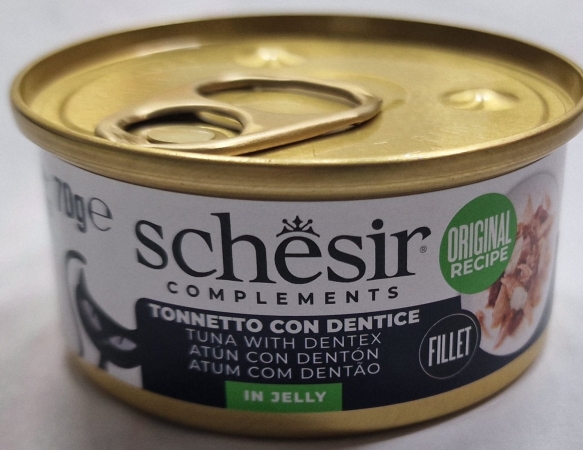 70g℮
schesir®
COMPLEMENTS
ORIGINAL
RECIPE
TONNETTO CON DENTICE
TUNA WITH DENTEX
ATÚN CON DENTÓN
ATUM COM DENTÃO
FILLET
IN JELLY